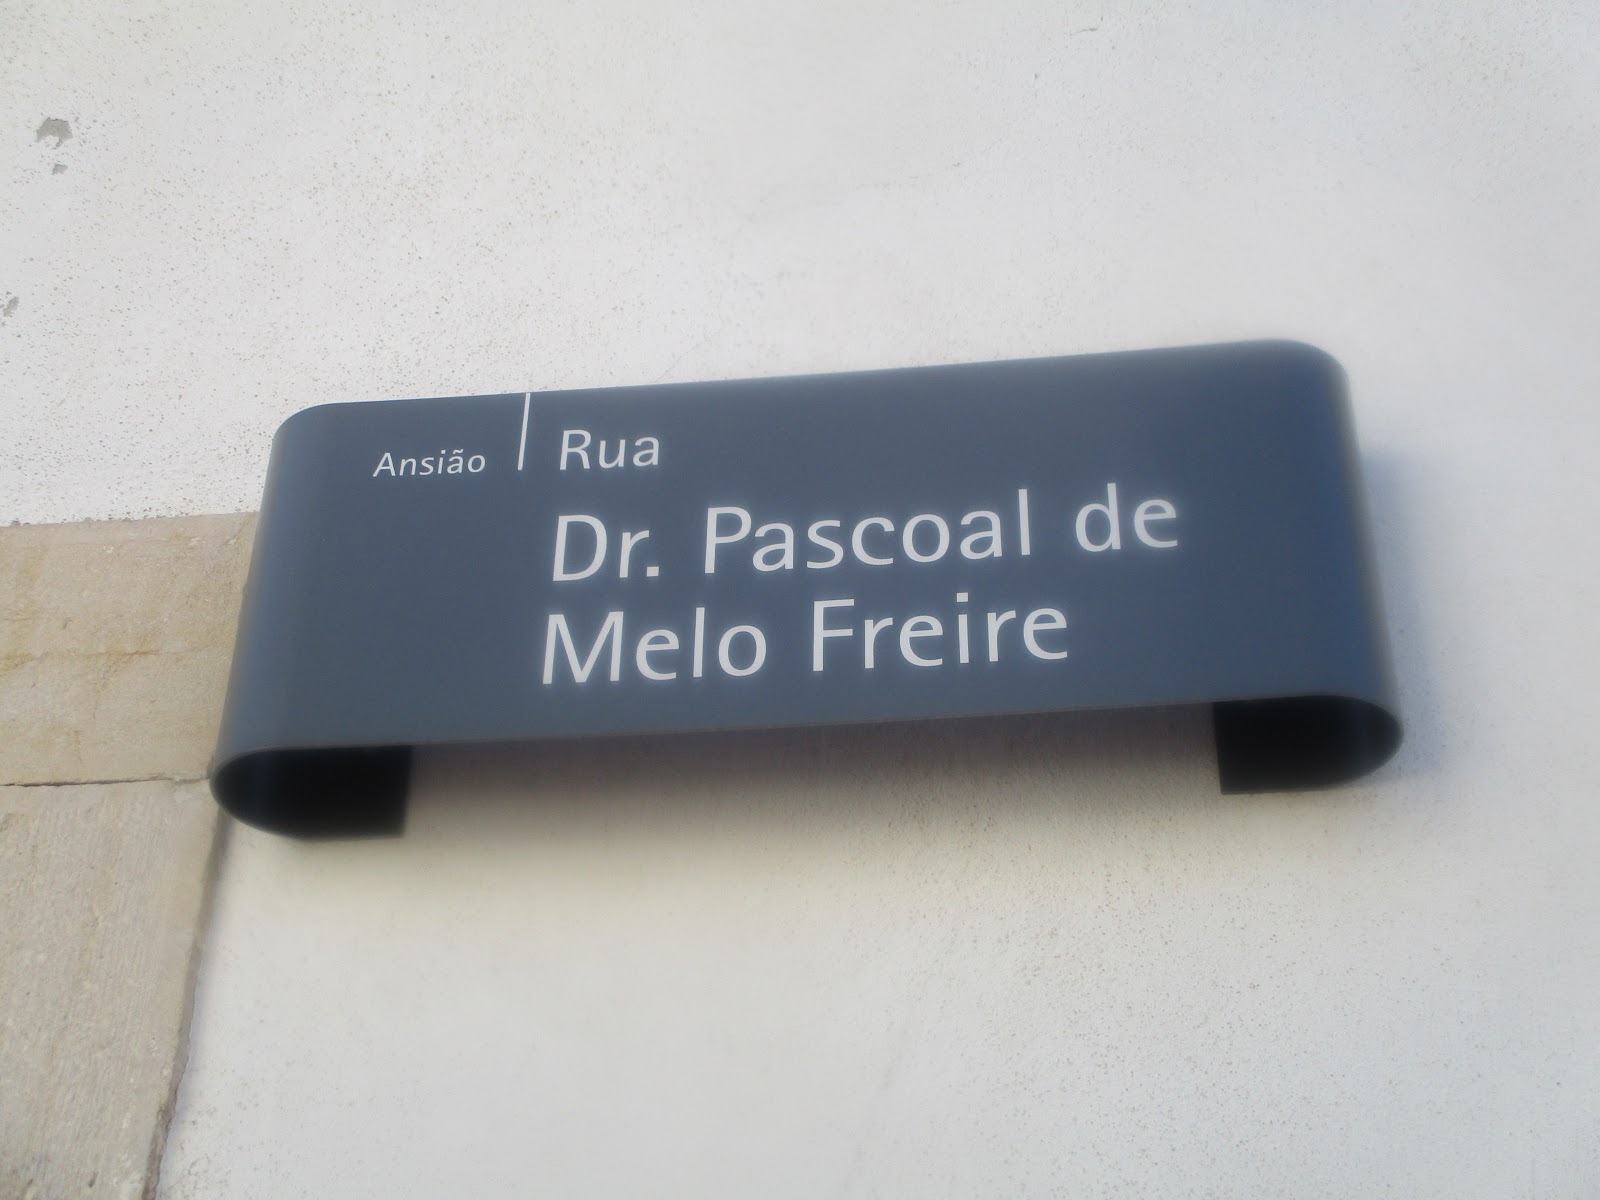 Ansião
Rua
Dr. Pascoal de
Melo Freire